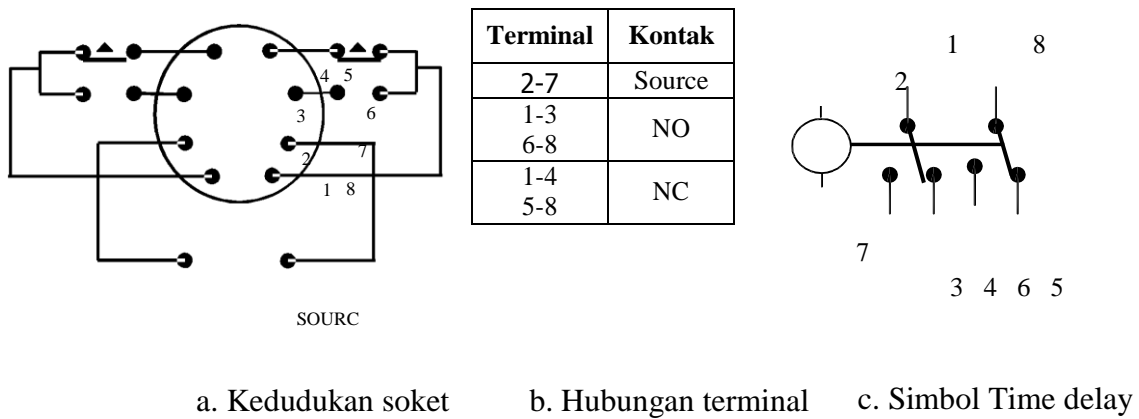 4 5
3 6
2 7
1 8
SOURC
Terminal Kontak
2-7 Source
1-3
6-8
NO
1-4
5-8
NC
1 8
2
7
3 4 6 5
a. Kedudukan soket b. Hubungan terminal c. Simbol Time delay